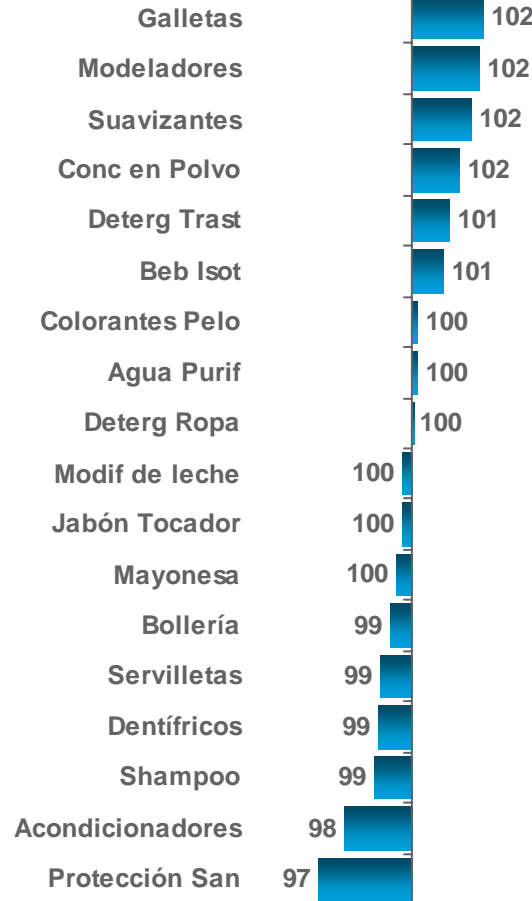 Galletas 102
Modeladores 102
Suavizantes 102
Conc en Polvo 102
Deterg Trast 101
Beb Isot 101
Colorantes Pelo 100
Agua Purif 100
Deterg Ropa 100
Modif de leche 100
Jabón Tocador 100
Mayonesa 100
Bollería 99
Servilletas 99
Dentífricos 99
Shampoo 99
Acondicionadores 98
Protección San 97